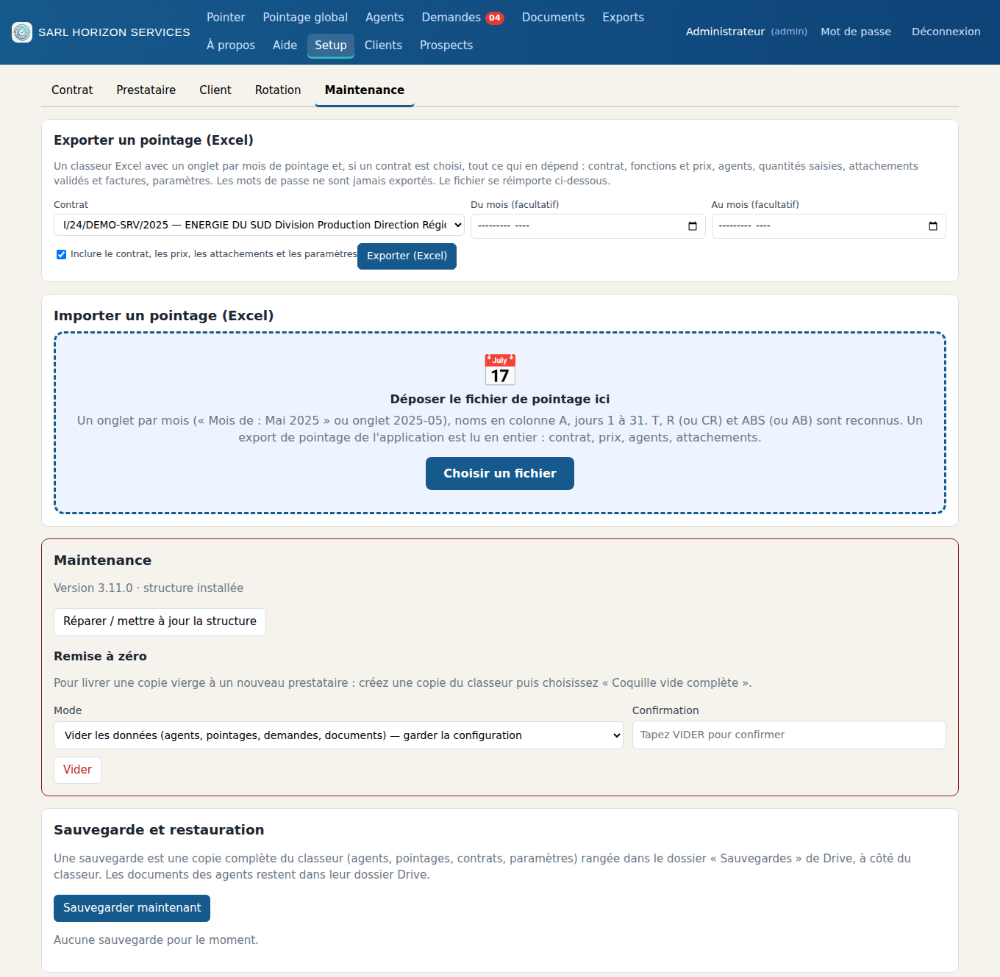 SARL HORIZON SERVICES
Pointer Pointage global Agents Demandes 04 Documents Exports
À propos Aide Setup Clients Prospects
Administrateur (admin) Mot de passe Déconnexion
Contrat Prestataire Client Rotation Maintenance
Exporter un pointage (Excel)
Un classeur Excel avec un onglet par mois de pointage et, si un contrat est choisi, tout ce qui en dépend : contrat, fonctions et prix, agents, quantités saisies, attachements
validés et factures, paramètres. Les mots de passe ne sont jamais exportés. Le fichier se réimporte ci-dessous.
Contrat Du mois (facultatif) Au mois (facultatif)
I/24/DEMO-SRV/2025 — ENERGIE DU SUD Division Production Direction Régic --------- ---- --------- ----
Inclure le contrat, les prix, les attachements et les paramètres Exporter (Excel)
Importer un pointage (Excel)
July
17
Déposer le fichier de pointage ici
Un onglet par mois (« Mois de : Mai 2025 » ou onglet 2025-05), noms en colonne A, jours 1 à 31. T, R (ou CR) et ABS (ou AB) sont reconnus. Un
export de pointage de l'application est lu en entier : contrat, prix, agents, attachements.
Choisir un fichier
Maintenance
Version 3.11.0 · structure installée
Réparer / mettre à jour la structure
Remise à zéro
Pour livrer une copie vierge à un nouveau prestataire : créez une copie du classeur puis choisissez « Coquille vide complète ».
Mode Confirmation
Vider les données (agents, pointages, demandes, documents) — garder la configuration Tapez VIDER pour confirmer
Vider
Sauvegarde et restauration
Une sauvegarde est une copie complète du classeur (agents, pointages, contrats, paramètres) rangée dans le dossier « Sauvegardes » de Drive, à côté du
classeur. Les documents des agents restent dans leur dossier Drive.
Sauvegarder maintenant
Aucune sauvegarde pour le moment.